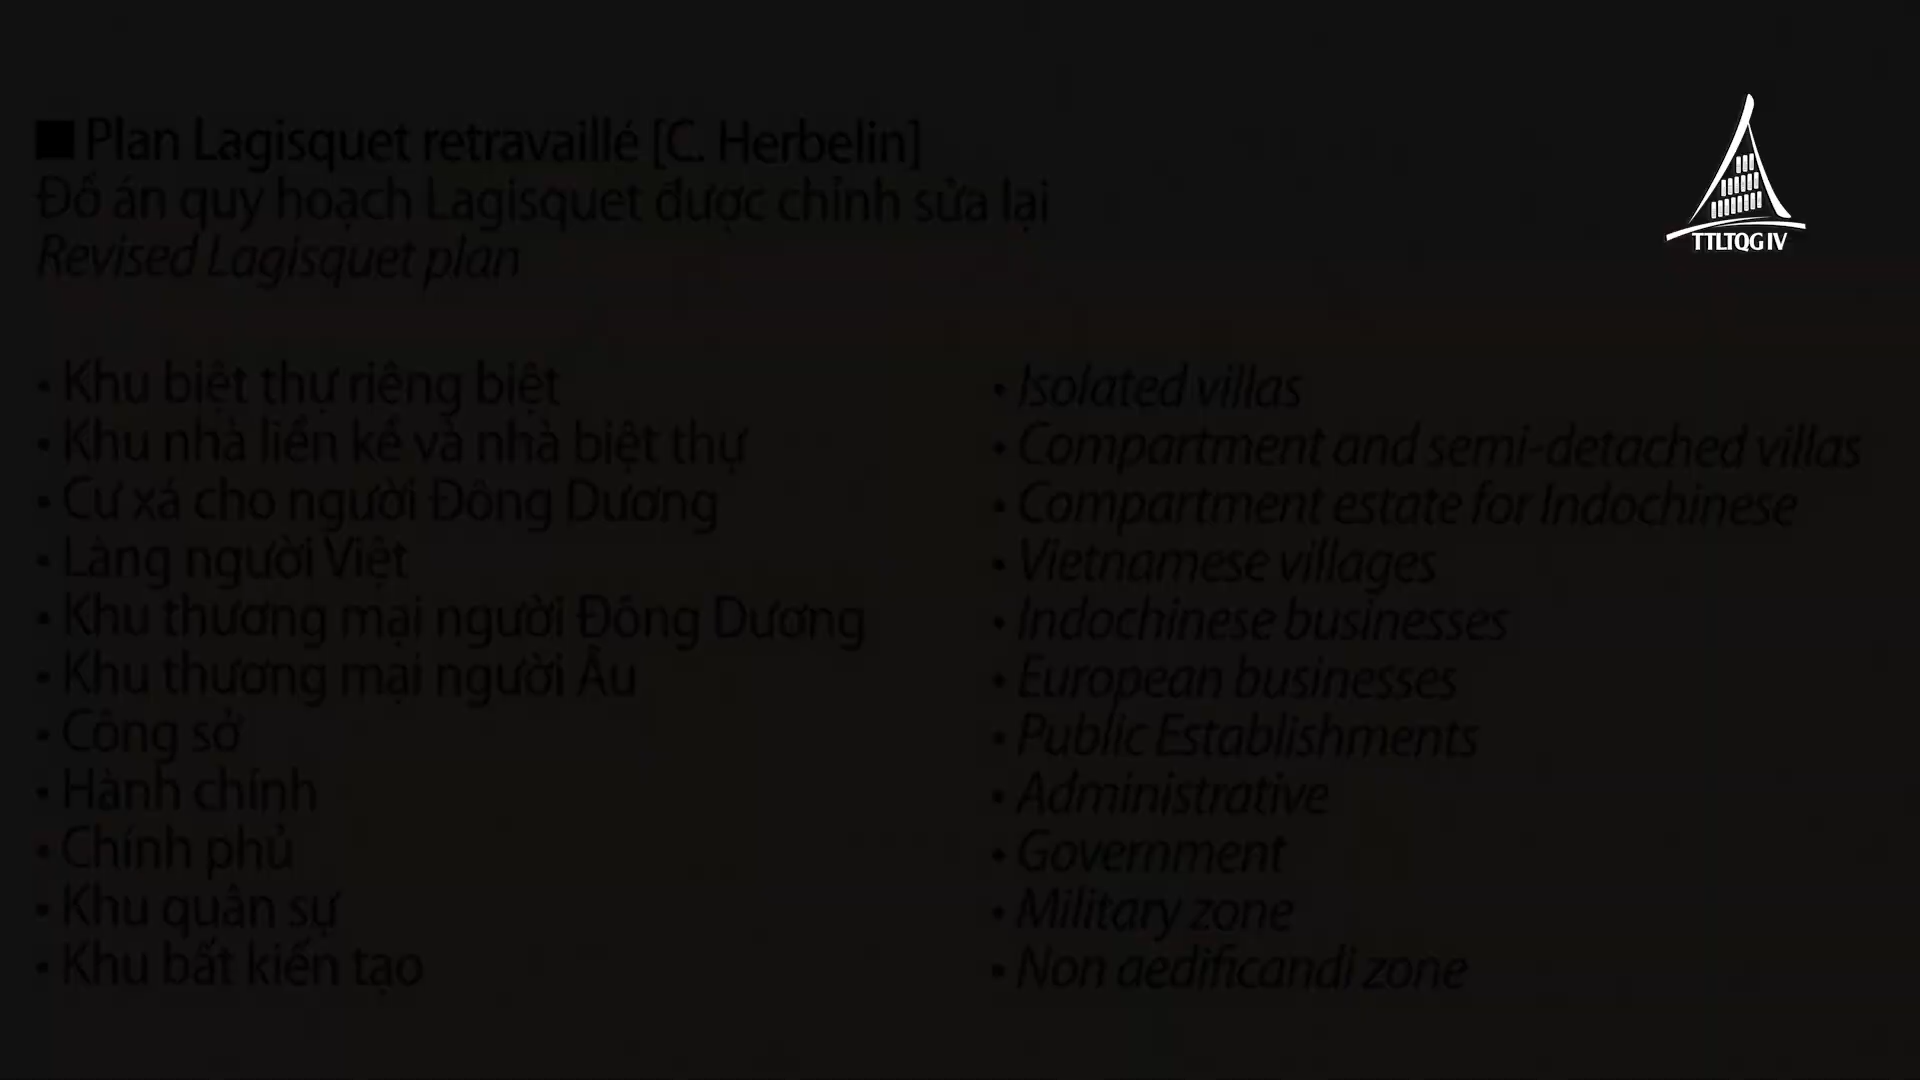 ■ Plan Lagisquet retravaillé [C. Herbelin]
Đồ án quy hoạch Lagisquet được chỉnh sửa lại
Revised Lagisquet plan
TTLTQG IV
• Khu biệt thự riêng biệt
• Khu nhà liền kề và nhà biệt thự
• Cư xá cho người Đông Dương
• Làng người Việt
• Khu thương mại người Đông Dương
• Khu thương mại người Âu
• Công sở
• Hành chính
• Chính phủ
• Khu quân sự
• Khu bất kiến tạo
• Isolated villas
• Compartment and semi-detached villas
• Compartment estate for Indochinese
• Vietnamese villages
• Indochinese businesses
• European businesses
• Public Establishments
• Administrative
• Government
• Military zone
• Non aedificandi zone